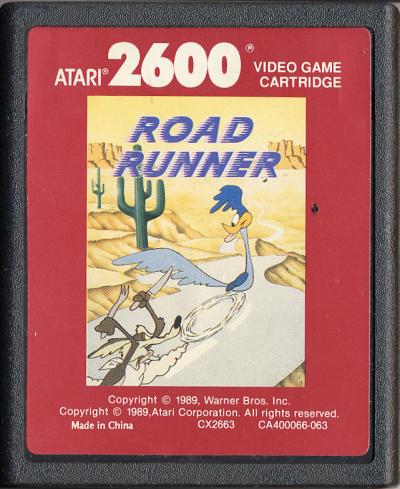 ATARI® 2600® VIDEO GAME
CARTRIDGE
ROAD
RUNNER
Copyright © 1989, Warner Bros. Inc.
Copyright © 1989,Atari Corporation. All rights reserved.
Made in China CX2663 CA400066-063